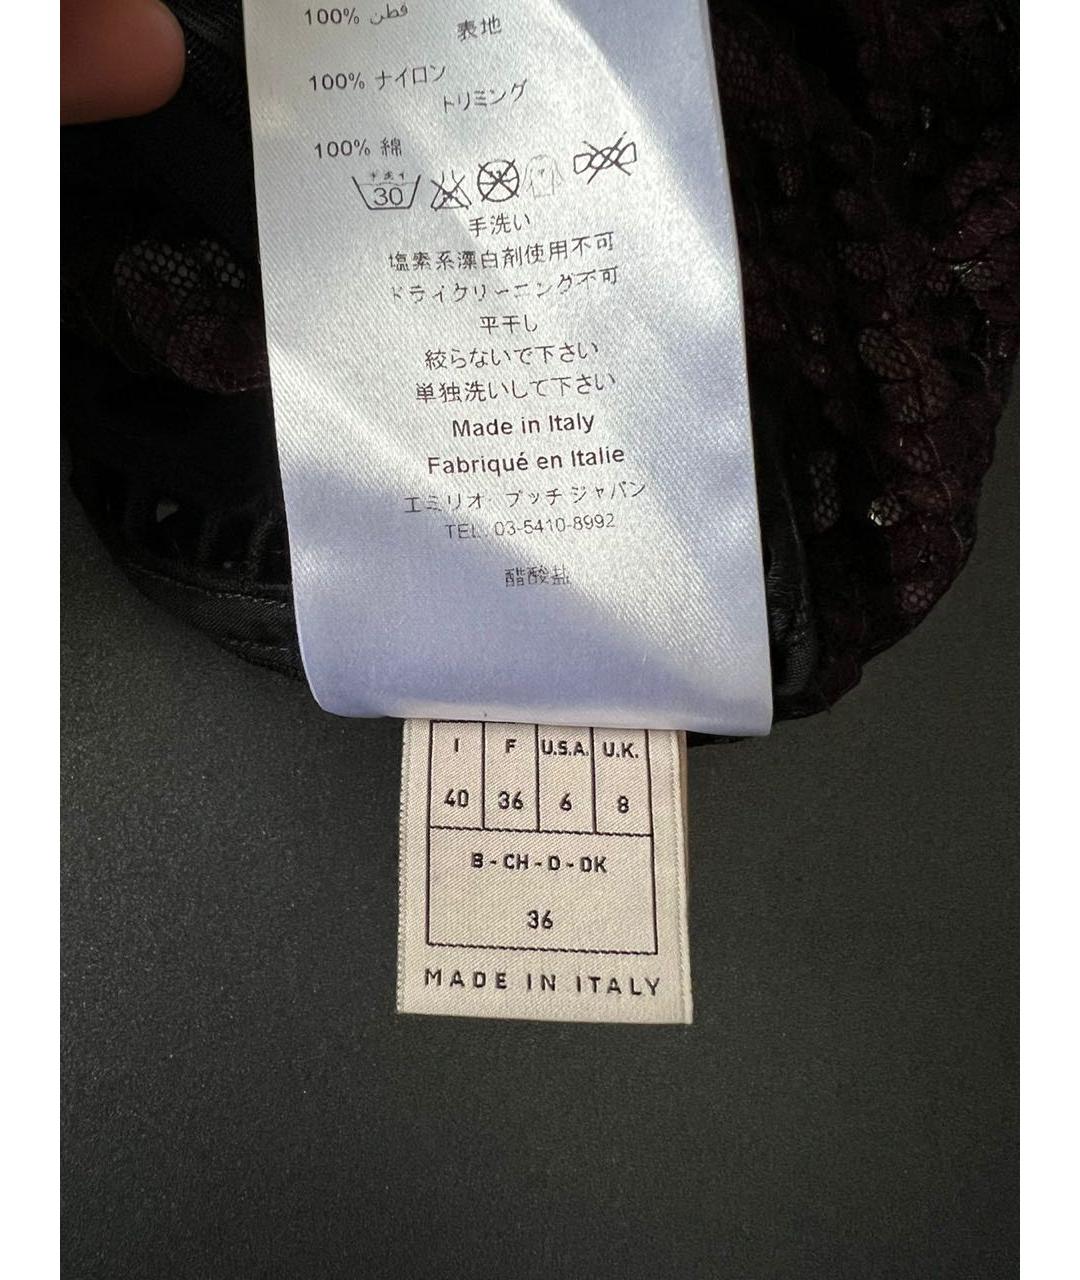 100% قطن
表地
100% ナイロン
トリミング
100% 綿
30
手洗い
塩素系漂白剤使用不可
ドライクリーニング不可
平干し
絞らないで下さい
単独洗いして下さい
Made in Italy
Fabriqué en Italie
エミリオ プッチ ジャパン
TEL: 03-5410-8992
醋酸盐
I F U.S.A. U.K.
40 36 6 8
B - CH - D - DK
36
MADE IN ITALY